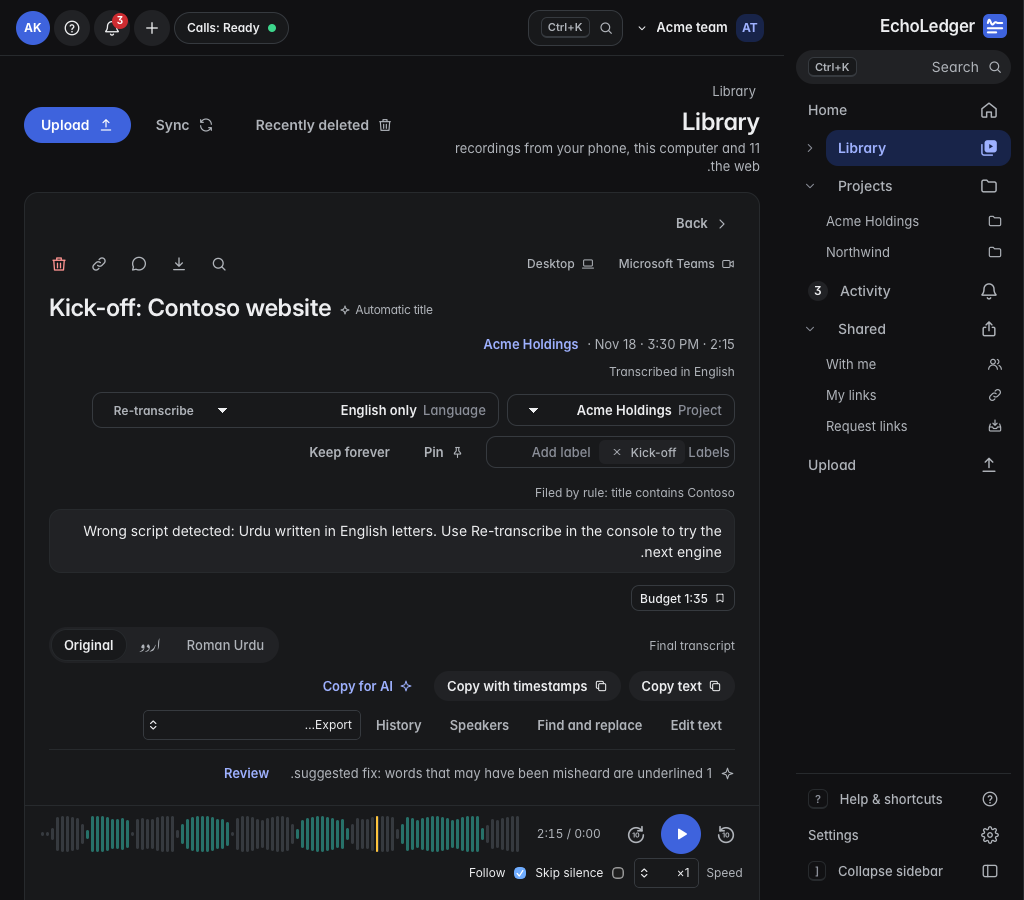 EchoLedger
Search Ctrl+K
Home
Library
Projects
Acme Holdings
Northwind
Activity 3
Shared
With me
My links
Request links
Upload
Help & shortcuts ?
Settings
Collapse sidebar ]
AT Acme team
Ctrl+K
Calls: Ready
3
AK
Library
Library
11 recordings from your phone, this computer and
the web.
Recently deleted
Sync
Upload
Back
Microsoft Teams Desktop
Kick-off: Contoso website Automatic title
Acme Holdings · Nov 18 · 3:30 PM · 2:15
Transcribed in English
Project Acme Holdings
Language English only Re-transcribe
Labels Kick-off × Add label
Pin Keep forever
Filed by rule: title contains Contoso
Wrong script detected: Urdu written in English letters. Use Re-transcribe in the console to try the
next engine.
Budget 1:35
Final transcript
Roman Urdu اردو Original
Copy text Copy with timestamps Copy for AI
Edit text Find and replace Speakers History Export...
1 suggested fix: words that may have been misheard are underlined. Review
10 10 0:00 / 2:15
Speed 1× Skip silence Follow